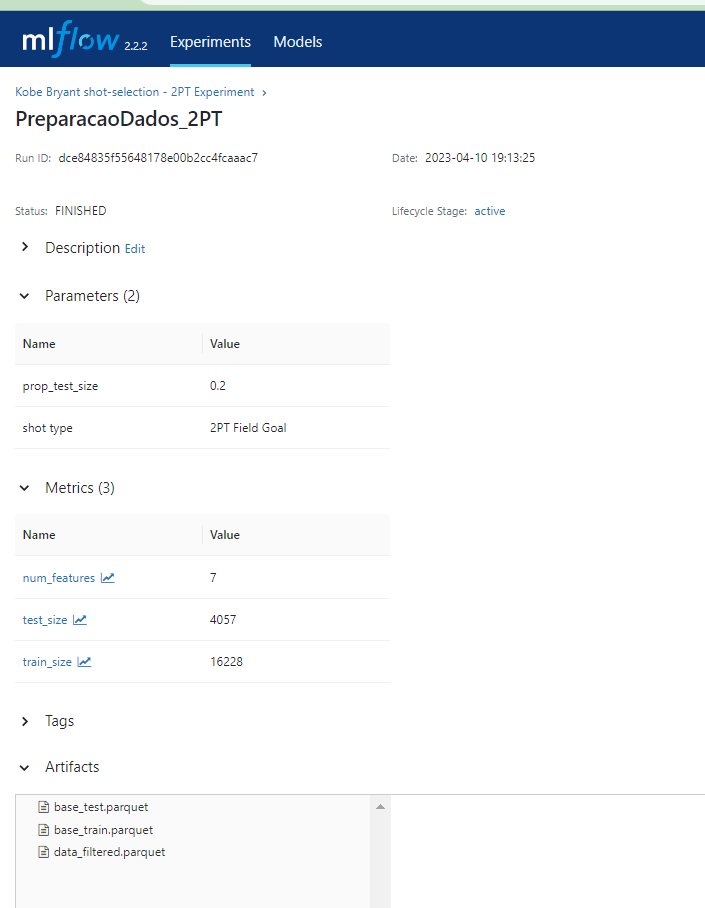 mlflow 2.2.2 Experiments Models
Kobe Bryant shot-selection - 2PT Experiment ›
PreparacaoDados_2PT
Run ID: dce84835f55648178e00b2cc4fcaaac7 Date: 2023-04-10 19:13:25
Status: FINISHED Lifecycle Stage: active
Description Edit
Parameters (2)
Name Value
prop_test_size 0.2
shot type 2PT Field Goal
Metrics (3)
Name Value
num_features 7
test_size 4057
train_size 16228
Tags
Artifacts
base_test.parquet
base_train.parquet
data_filtered.parquet